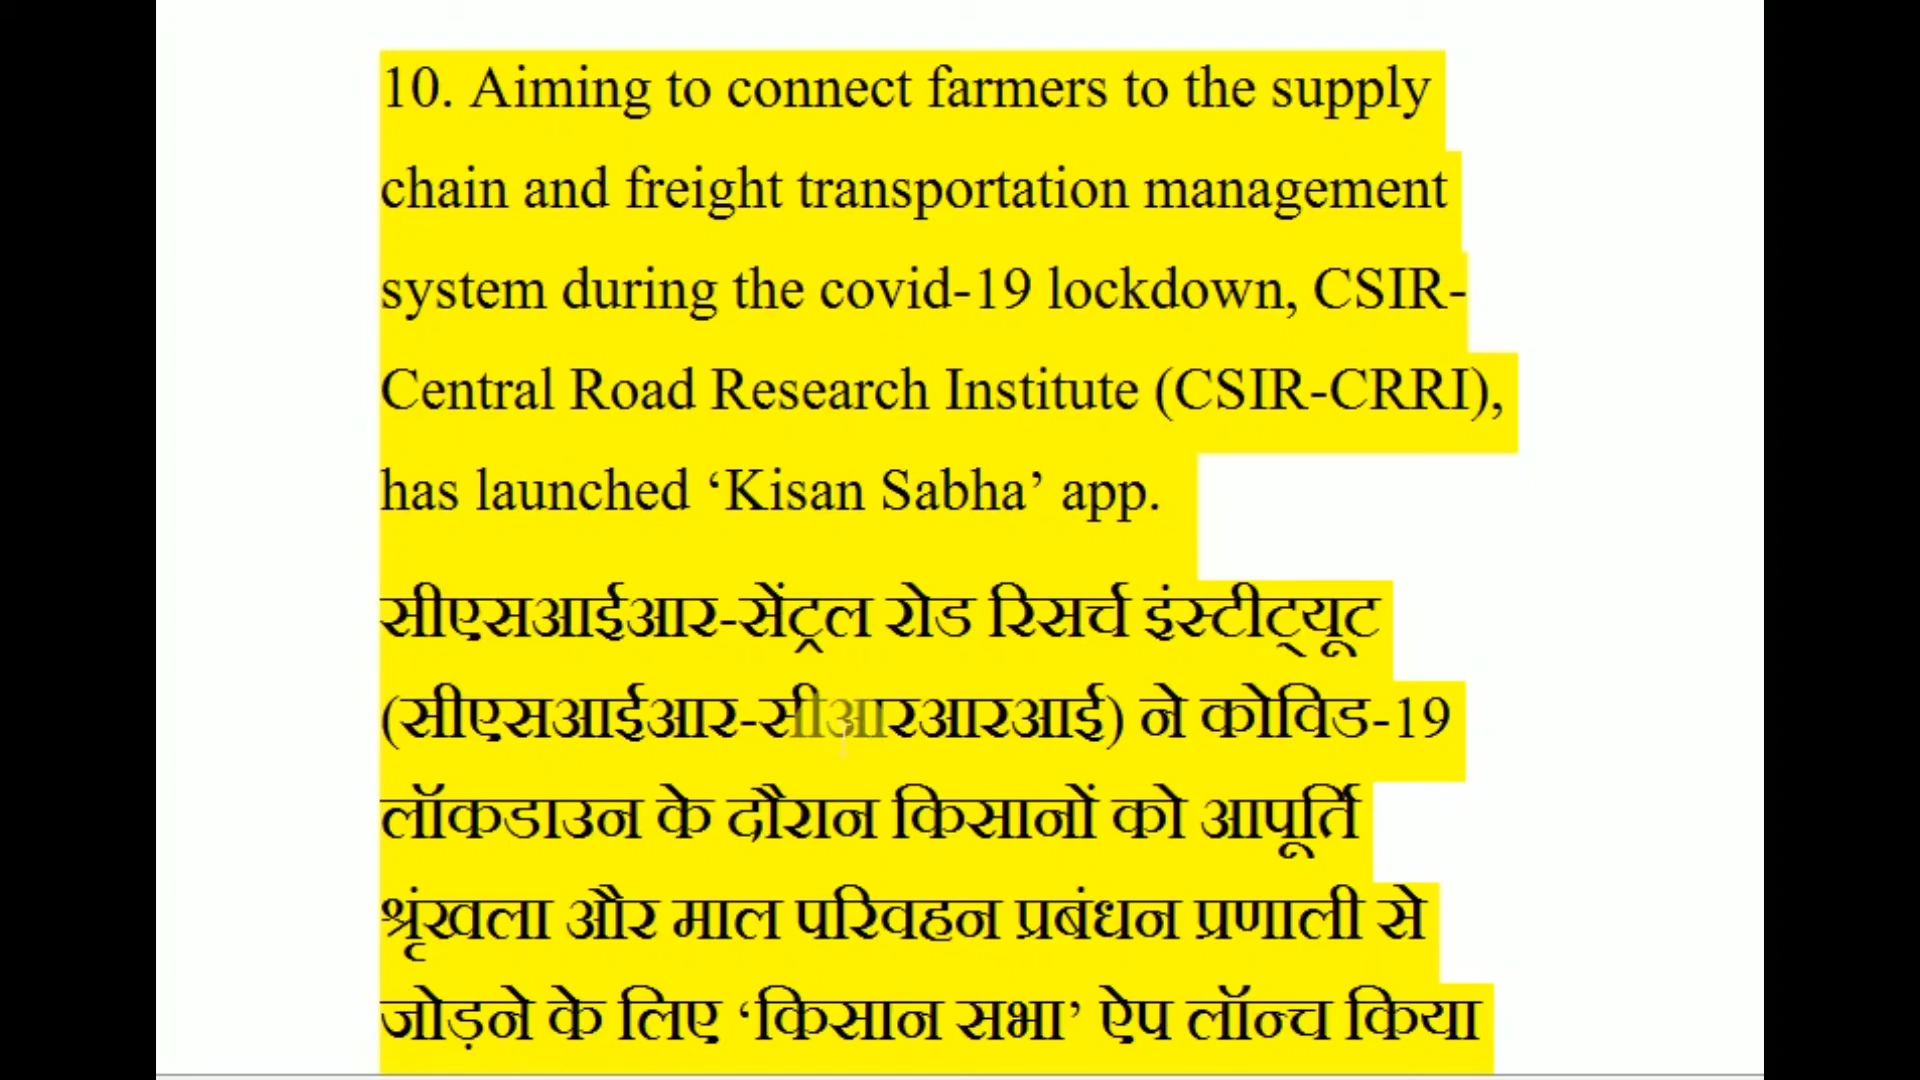 10. Aiming to connect farmers to the supply
chain and freight transportation management
system during the covid-19 lockdown, CSIR-
Central Road Research Institute (CSIR-CRRI),
has launched ‘Kisan Sabha’ app.
सीएसआईआर-सेंट्रल रोड रिसर्च इंस्टीट्यूट
(सीएसआईआर-सीआरआरआई) ने कोविड-19
लॉकडाउन के दौरान किसानों को आपूर्ति
श्रृंखला और माल परिवहन प्रबंधन प्रणाली से
जोड़ने के लिए ‘किसान सभा’ ऐप लॉन्च किया